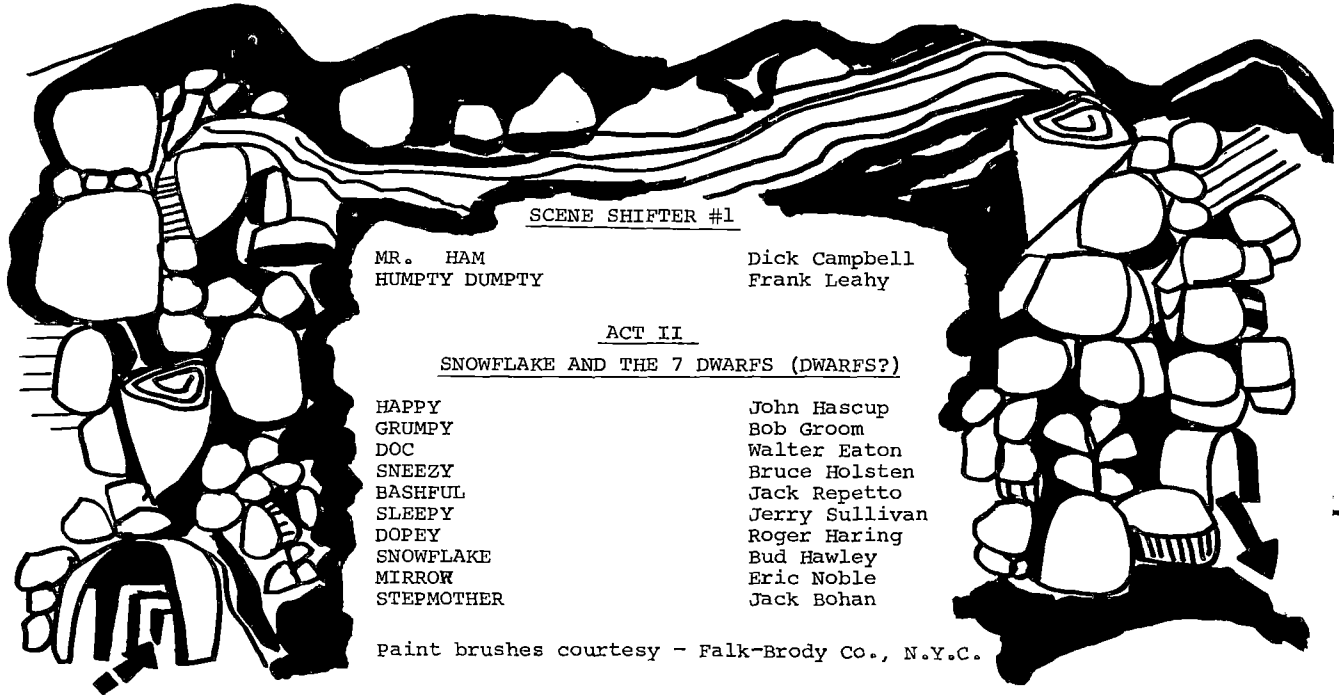 SCENE SHIFTER #1
MR. HAM Dick Campbell
HUMPTY DUMPTY Frank Leahy
ACT II
SNOWFLAKE AND THE 7 DWARFS (DWARFS?)
HAPPY John Hascup
GRUMPY Bob Groom
DOC Walter Eaton
SNEEZY Bruce Holsten
BASHFUL Jack Repetto
SLEEPY Jerry Sullivan
DOPEY Roger Haring
SNOWFLAKE Bud Hawley
MIRROW Eric Noble
STEPMOTHER Jack Bohan
Paint brushes courtesy - Falk-Brody Co., N.Y.C.